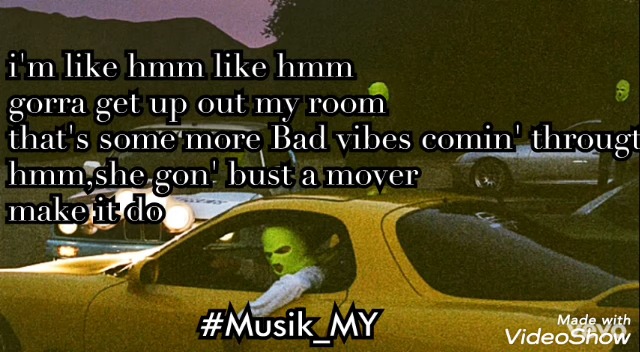 i'm like hmm like hmm
gorra get up out my room
that's some more Bad vibes comin' througt
hmm,she gon' bust a mover
make it do
#Musik_MY
Made with
VideoShow